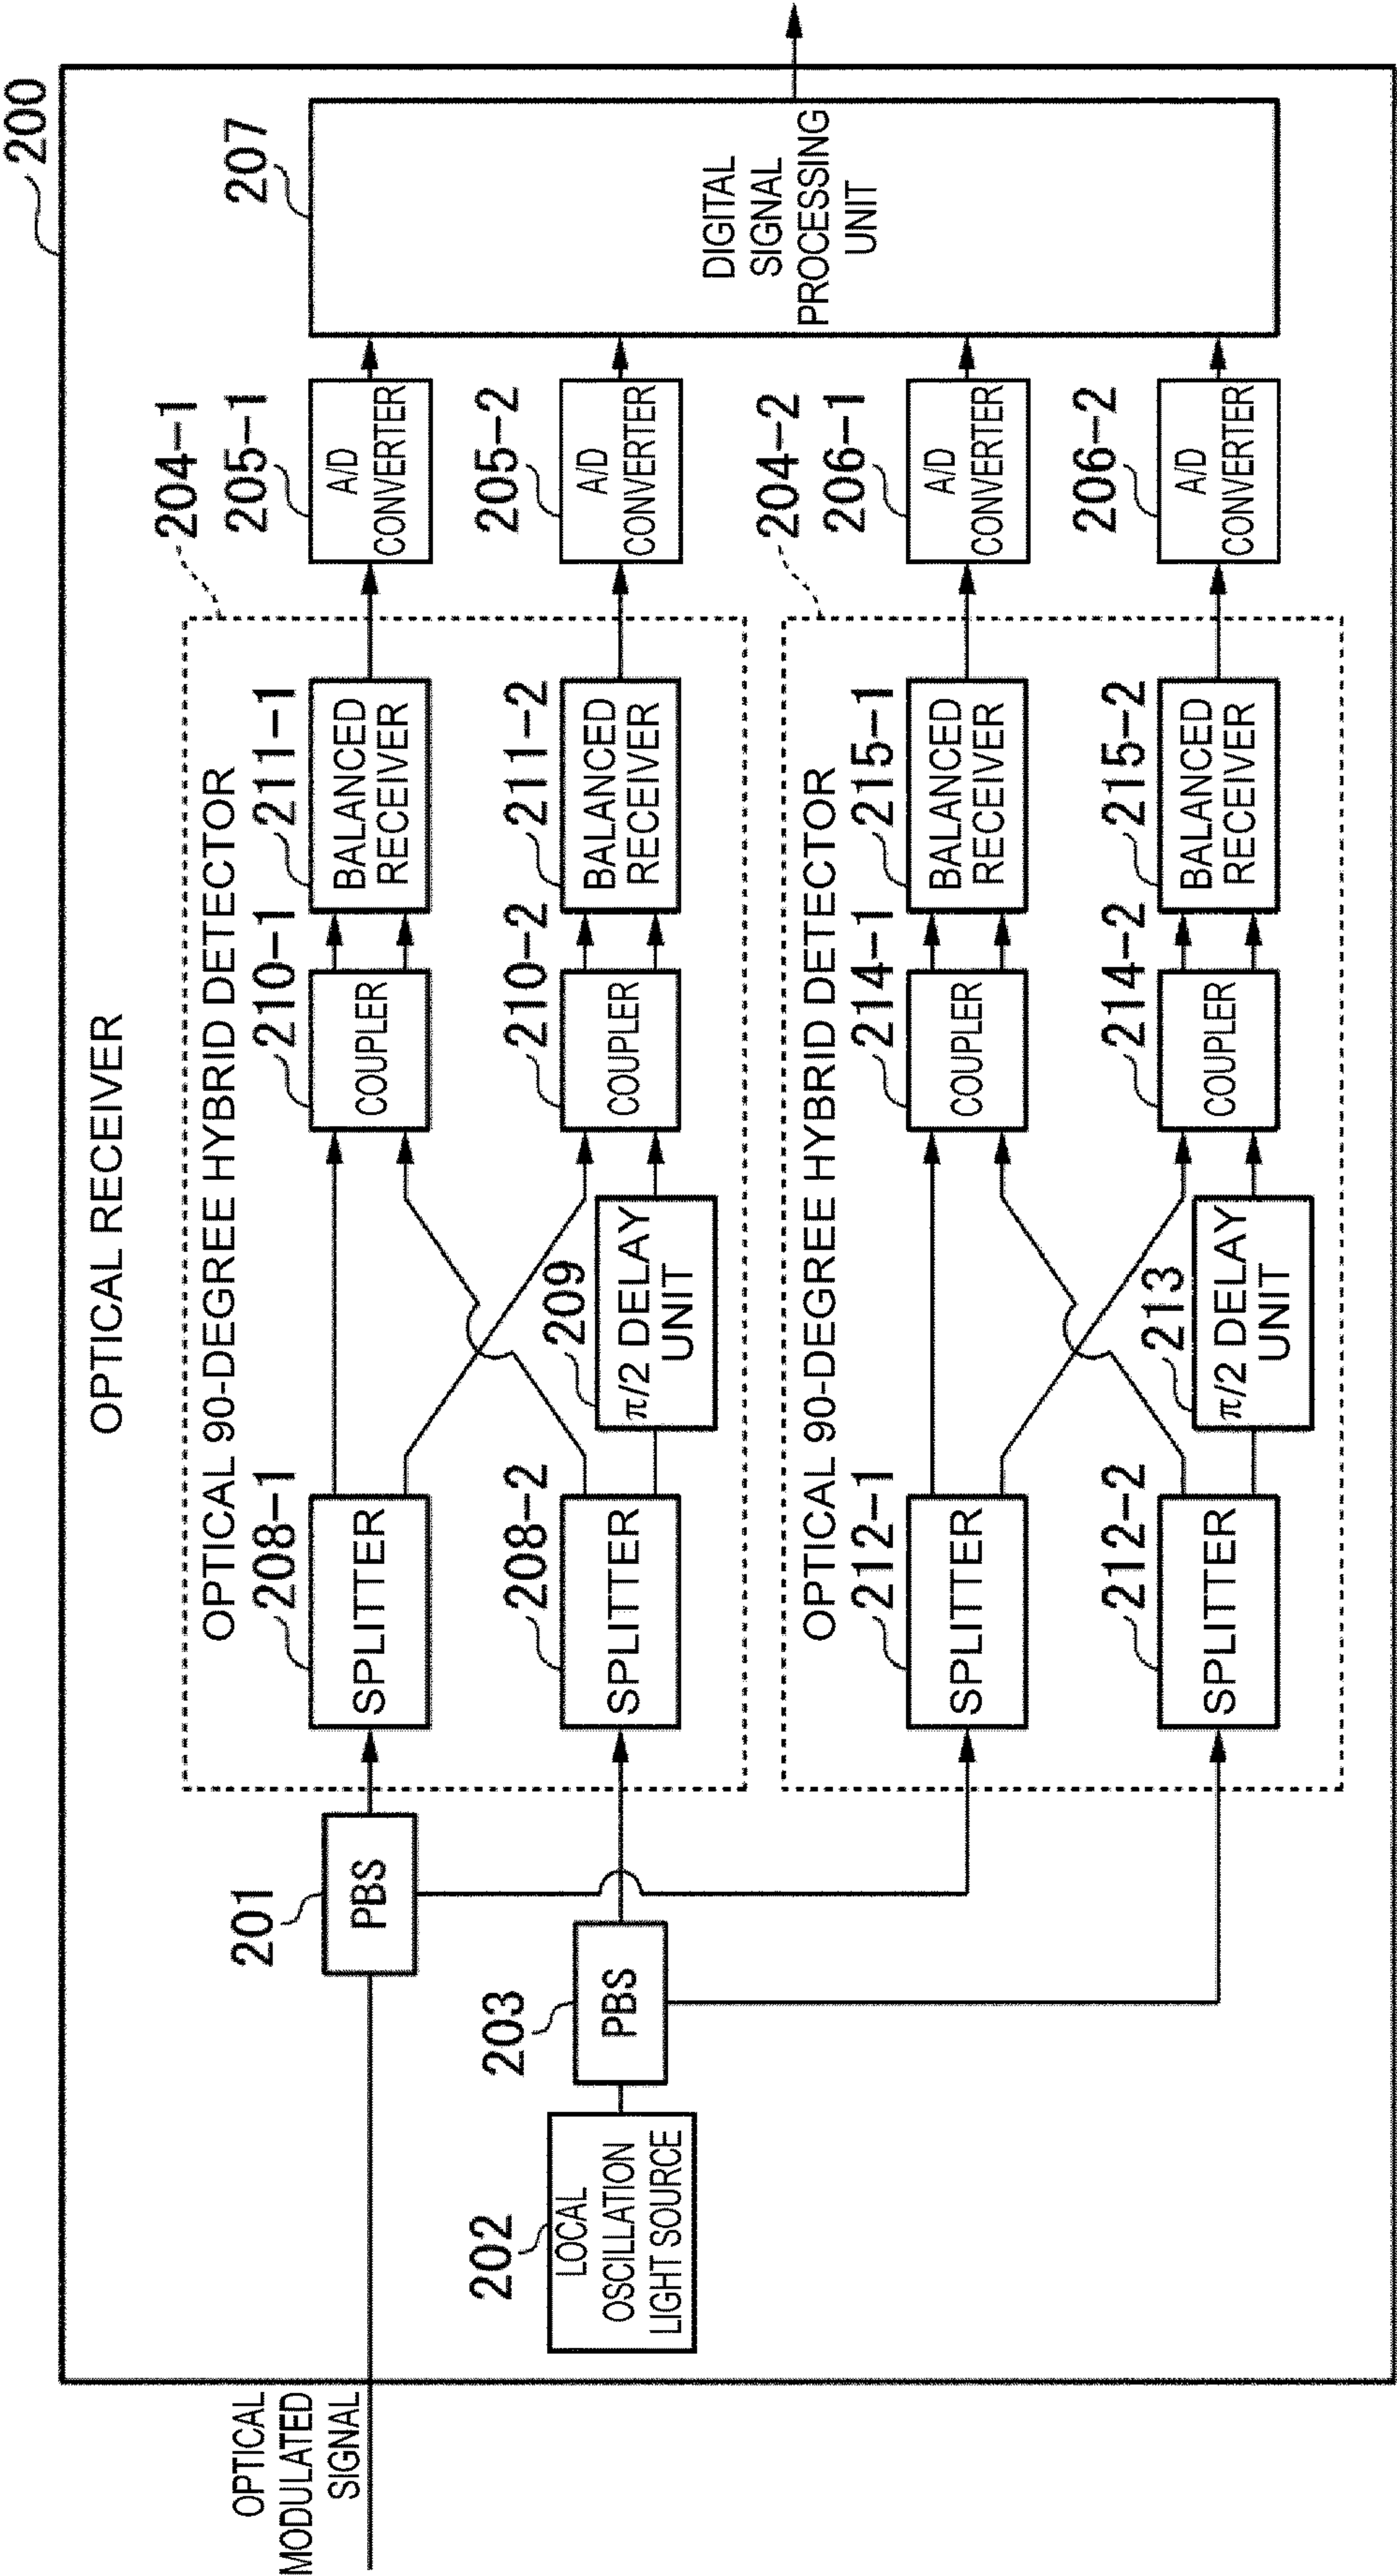 200
OPTICAL RECEIVER
OPTICAL
MODULATED
SIGNAL
201
PBS
202
LOCAL
OSCILLATION
LIGHT SOURCE
203
PBS
204-1
OPTICAL 90-DEGREE HYBRID DETECTOR
208-1
SPLITTER
210-1
COUPLER
211-1
BALANCED
RECEIVER
205-1
A/D
CONVERTER
208-2
SPLITTER
209
π/2 DELAY
UNIT
210-2
COUPLER
211-2
BALANCED
RECEIVER
205-2
A/D
CONVERTER
204-2
OPTICAL 90-DEGREE HYBRID DETECTOR
212-1
SPLITTER
214-1
COUPLER
215-1
BALANCED
RECEIVER
206-1
A/D
CONVERTER
212-2
SPLITTER
213
π/2 DELAY
UNIT
214-2
COUPLER
215-2
BALANCED
RECEIVER
206-2
A/D
CONVERTER
207
DIGITAL
SIGNAL
PROCESSING
UNIT